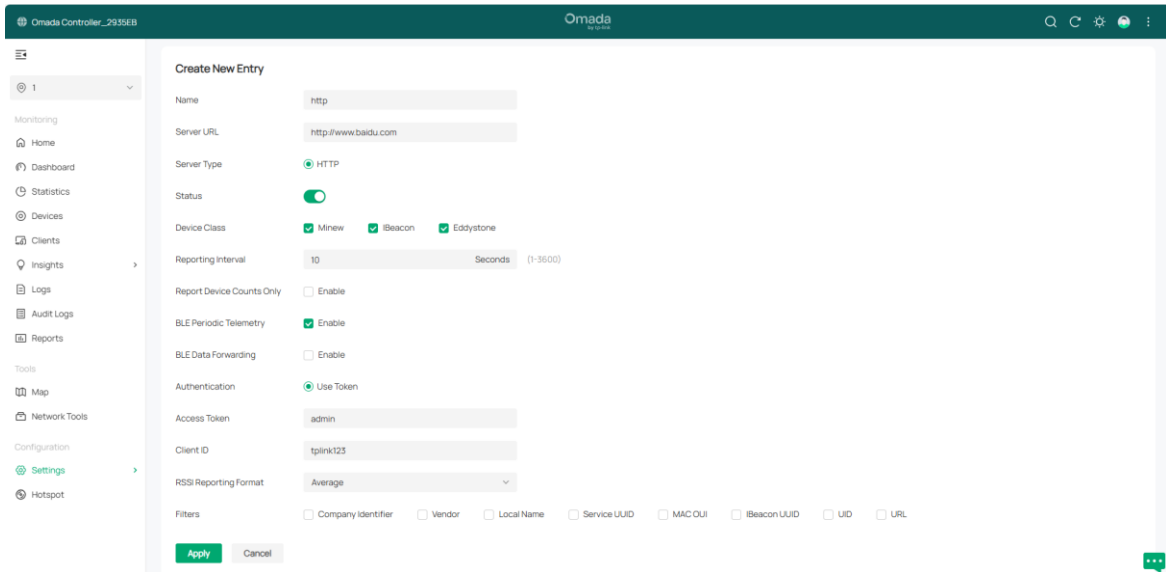 Omada Controller_2935EB
Omada
by tp-link
1
Monitoring
Home
Dashboard
Statistics
Devices
Clients
Insights
Logs
Audit Logs
Reports
Tools
Map
Network Tools
Configuration
Settings
Hotspot
Create New Entry
Name http
Server URL http://www.baidu.com
Server Type HTTP
Status
Device Class Minew IBeacon Eddystone
Reporting Interval 10 Seconds (1-3600)
Report Device Counts Only Enable
BLE Periodic Telemetry Enable
BLE Data Forwarding Enable
Authentication Use Token
Access Token admin
Client ID tplink123
RSSI Reporting Format Average
Filters Company Identifier Vendor Local Name Service UUID MAC OUI IBeacon UUID UID URL
Apply Cancel